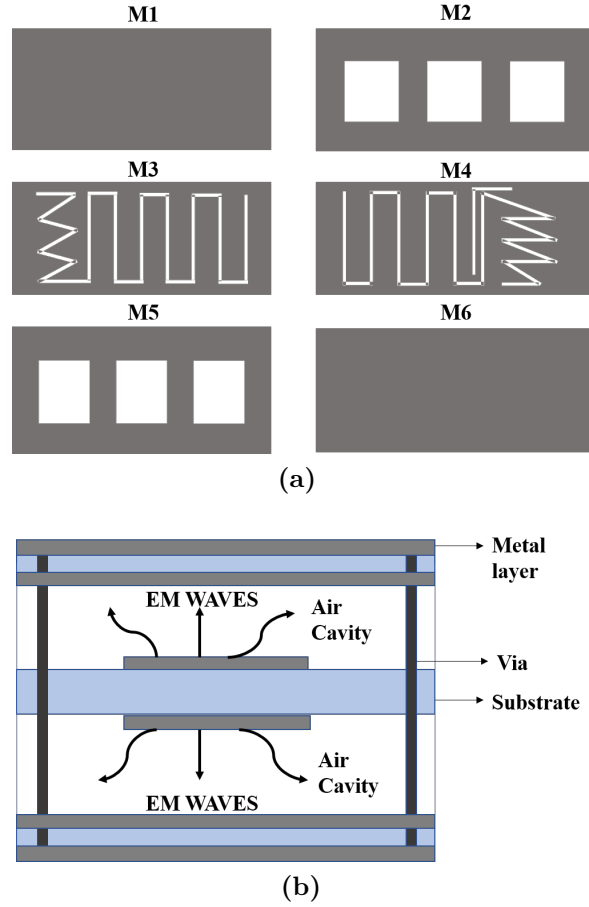 M1
M2
M3
M4
M5
M6
(a)
Metal
layer
EM WAVES
Air
Cavity
Via
Substrate
Air
Cavity
EM WAVES
(b)